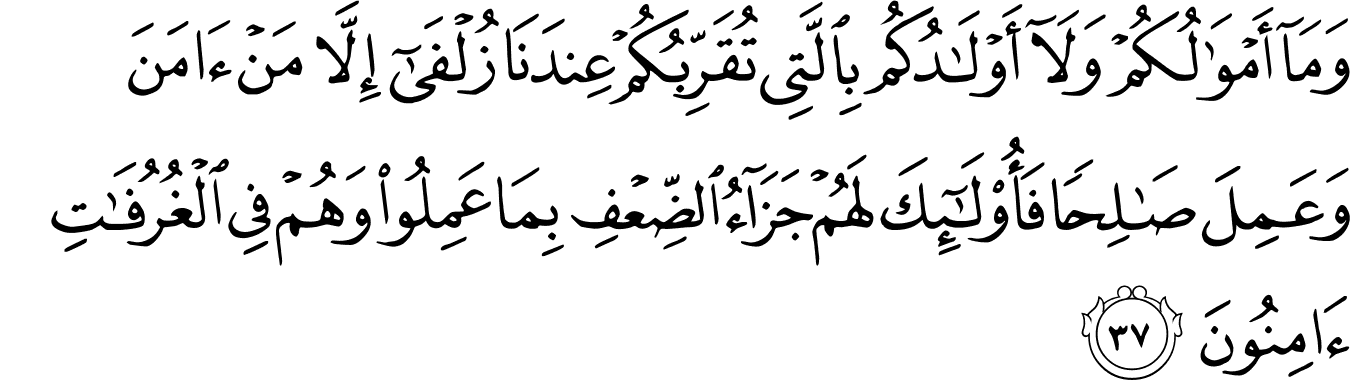 وَمَآ أَمۡوَٰلُكُمۡ وَلَآ أَوۡلَٰدُكُم بِٱلَّتِي تُقَرِّبُكُمۡ عِندَنَا زُلۡفَىٰٓ إِلَّا مَنۡ ءَامَنَ
وَعَمِلَ صَٰلِحٗا فَأُوْلَٰٓئِكَ لَهُمۡ جَزَآءُ ٱلضِّعۡفِ بِمَا عَمِلُواْ وَهُمۡ فِي ٱلۡغُرُفَٰتِ
ءَامِنُونَ ٣٧